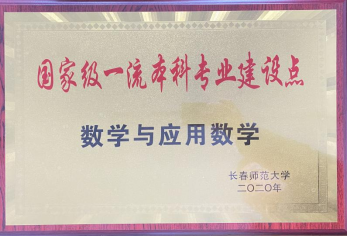 国家级一流本科专业建设点
数学与应用数学
长春师范大学
二〇二〇年